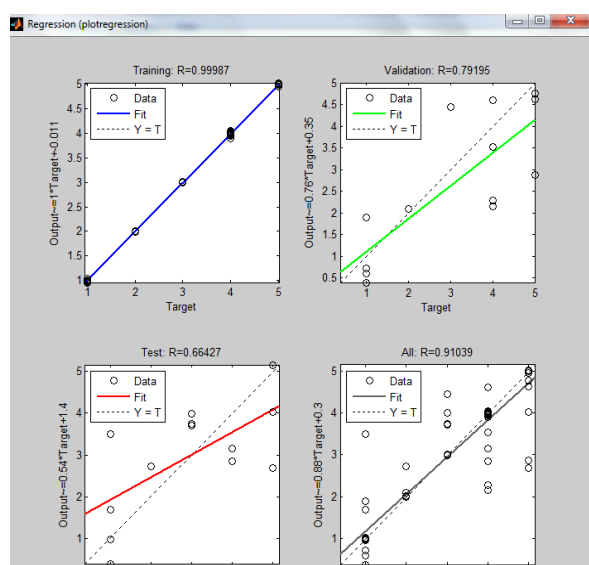 Regression (plotregression)
Training: R=0.99987
Output~=1*Target+-0.011
5
4.5
4
3.5
3
2.5
2
1.5
1
Data
Fit
Y = T
1 2 3 4 5
Target
Validation: R=0.79195
Output~=0.76*Target+0.35
5
4.5
4
3.5
3
2.5
2
1.5
1
0.5
Data
Fit
Y = T
1 2 3 4 5
Target
Test: R=0.66427
Output~=0.54*Target+1.4
5
4
3
2
1
Data
Fit
Y = T
All: R=0.91039
Output~=0.88*Target+0.3
5
4
3
2
1
Data
Fit
Y = T